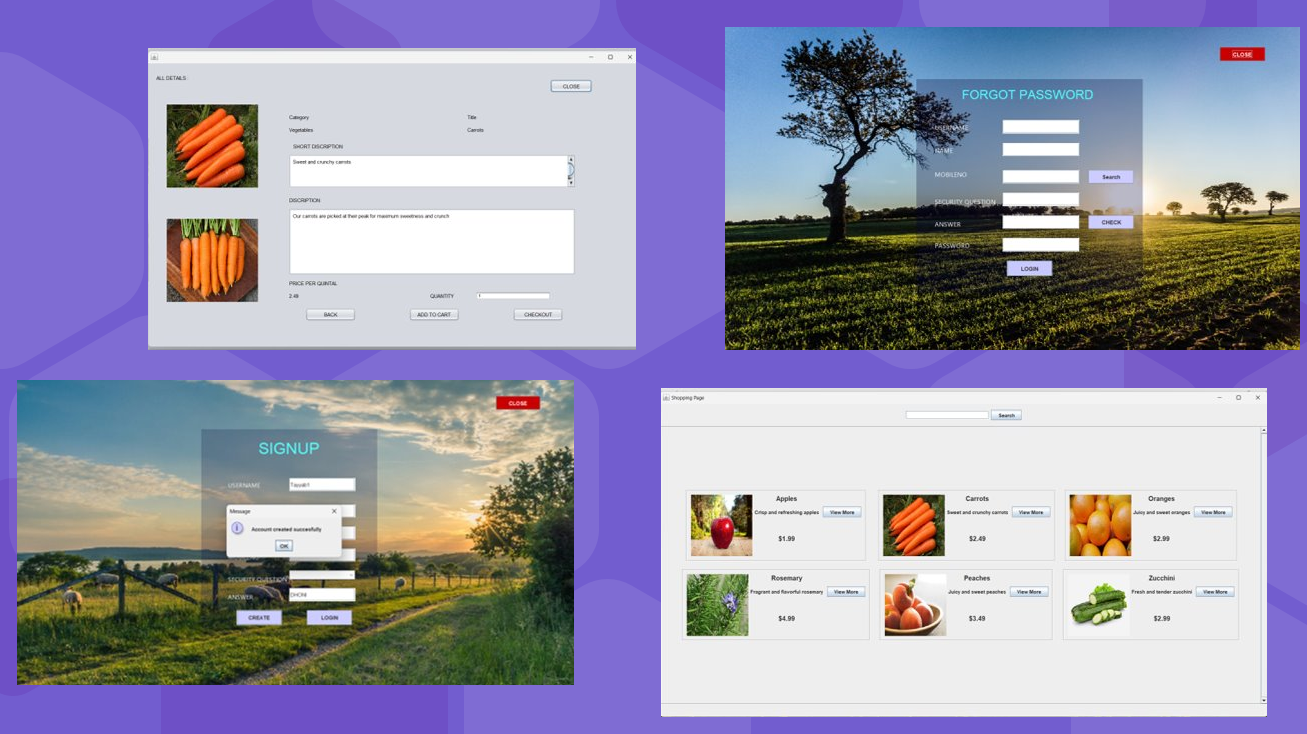 ALL DETAILS :
CLOSE
Category
Title
Vegetables
Carrots
SHORT DISCRIPTION
Sweet and crunchy carrots
DISCRIPTION
Our carrots are picked at their peak for maximum sweetness and crunch
PRICE PER QUINTAL
2.49
QUANTITY
1
BACK
ADD TO CART
CHECKOUT
CLOSE
FORGOT PASSWORD
USERNAME
NAME
MOBILENO
Search
SECURITY QUESTION
ANSWER
CHECK
PASSWORD
LOGIN
CLOSE
SIGNUP
USERNAME
Message
Account created succesfully
OK
SECURITY QUESTION
ANSWER
DHONI
CREATE
LOGIN
Shopping Page
Search
Apples
Crisp and refreshing apples
View More
$1.99
Carrots
Sweet and crunchy carrots
View More
$2.49
Oranges
Juicy and sweet oranges
View More
$2.99
Rosemary
Fragrant and flavorful rosemary
View More
$4.99
Peaches
Juicy and sweet peaches
View More
$3.49
Zucchini
Fresh and tender zucchini
View More
$2.99